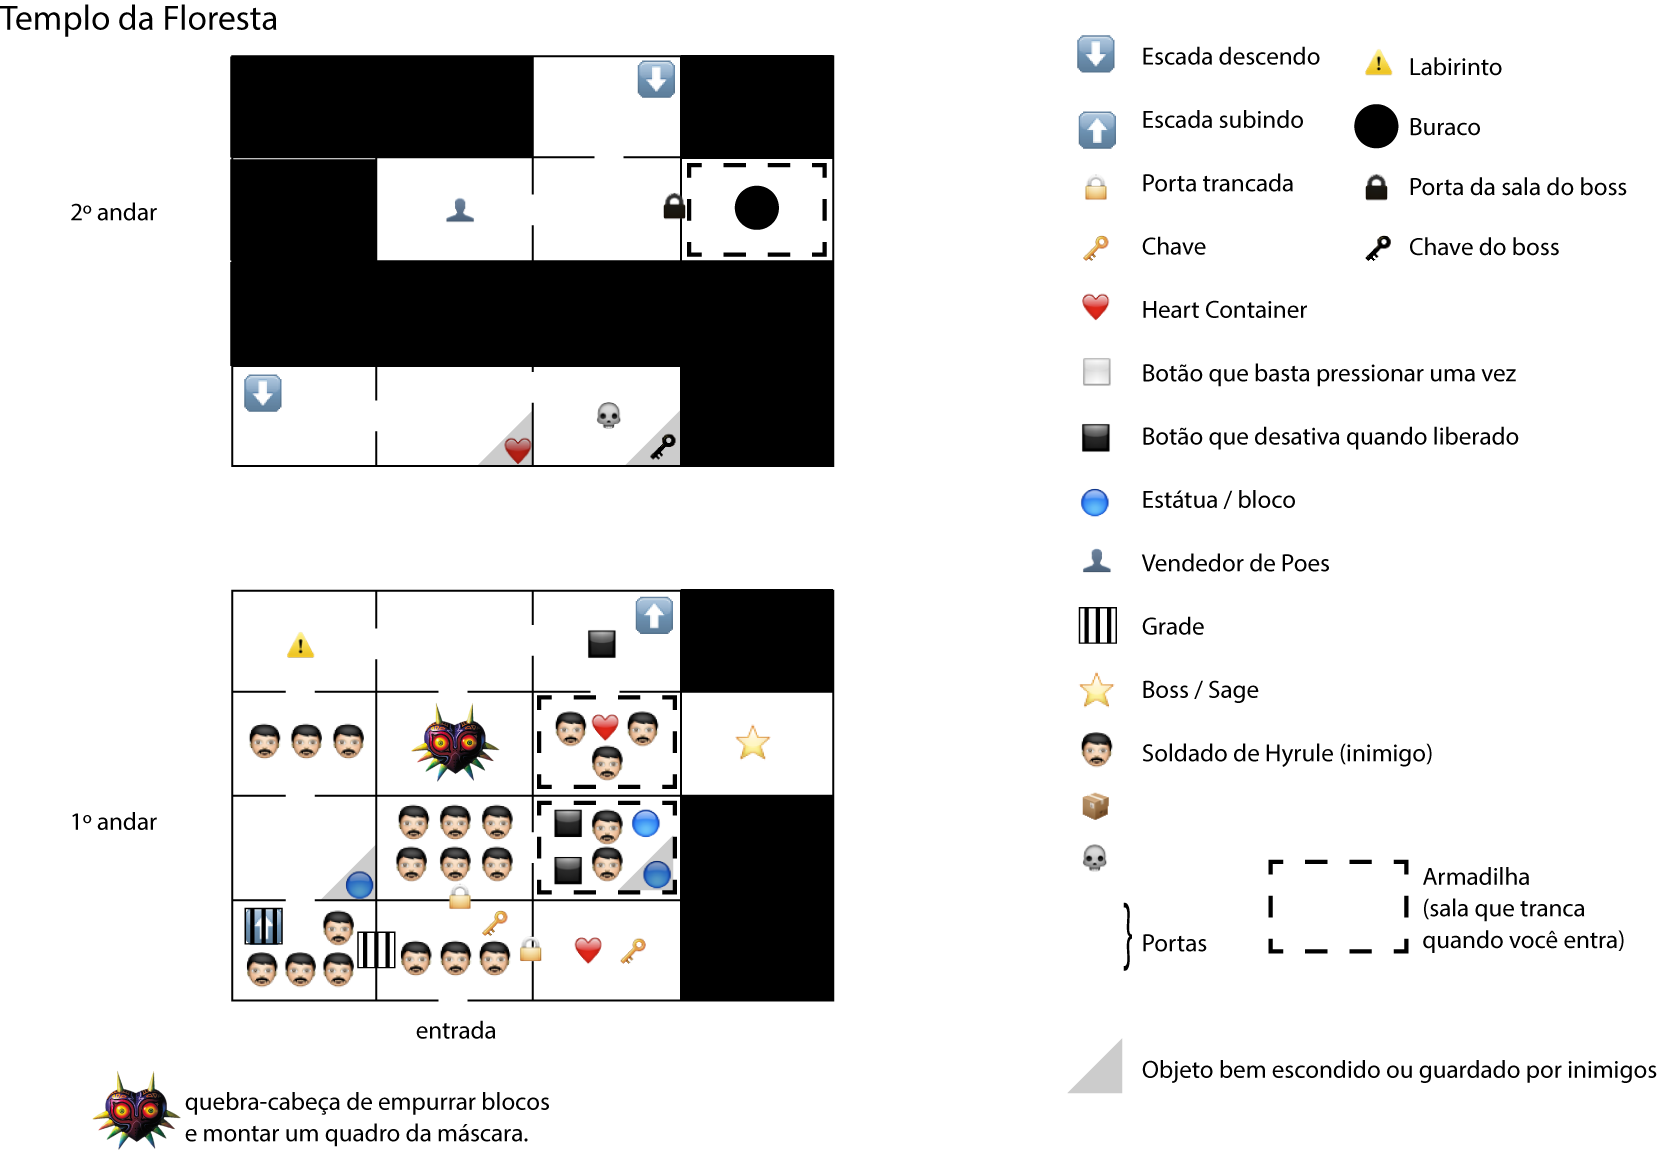 Templo da Floresta
2º andar
1º andar
entrada
quebra-cabeça de empurrar blocos
e montar um quadro da máscara.
Escada descendo
Escada subindo
Porta trancada
Chave
Heart Container
Botão que basta pressionar uma vez
Botão que desativa quando liberado
Estátua / bloco
Vendedor de Poes
Grade
Boss / Sage
Soldado de Hyrule (inimigo)
Portas
Labirinto
Buraco
Porta da sala do boss
Chave do boss
Armadilha
(sala que tranca
quando você entra)
Objeto bem escondido ou guardado por inimigos